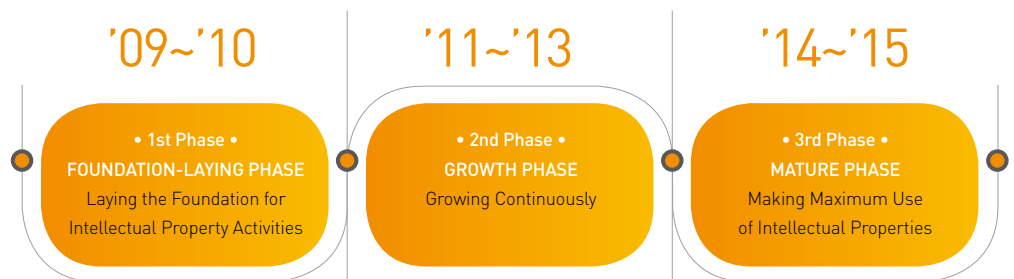 ’09~’10
• 1st Phase •
FOUNDATION-LAYING PHASE
Laying the Foundation for
Intellectual Property Activities
’11~’13
• 2nd Phase •
GROWTH PHASE
Growing Continuously
’14~’15
• 3rd Phase •
MATURE PHASE
Making Maximum Use
of Intellectual Properties